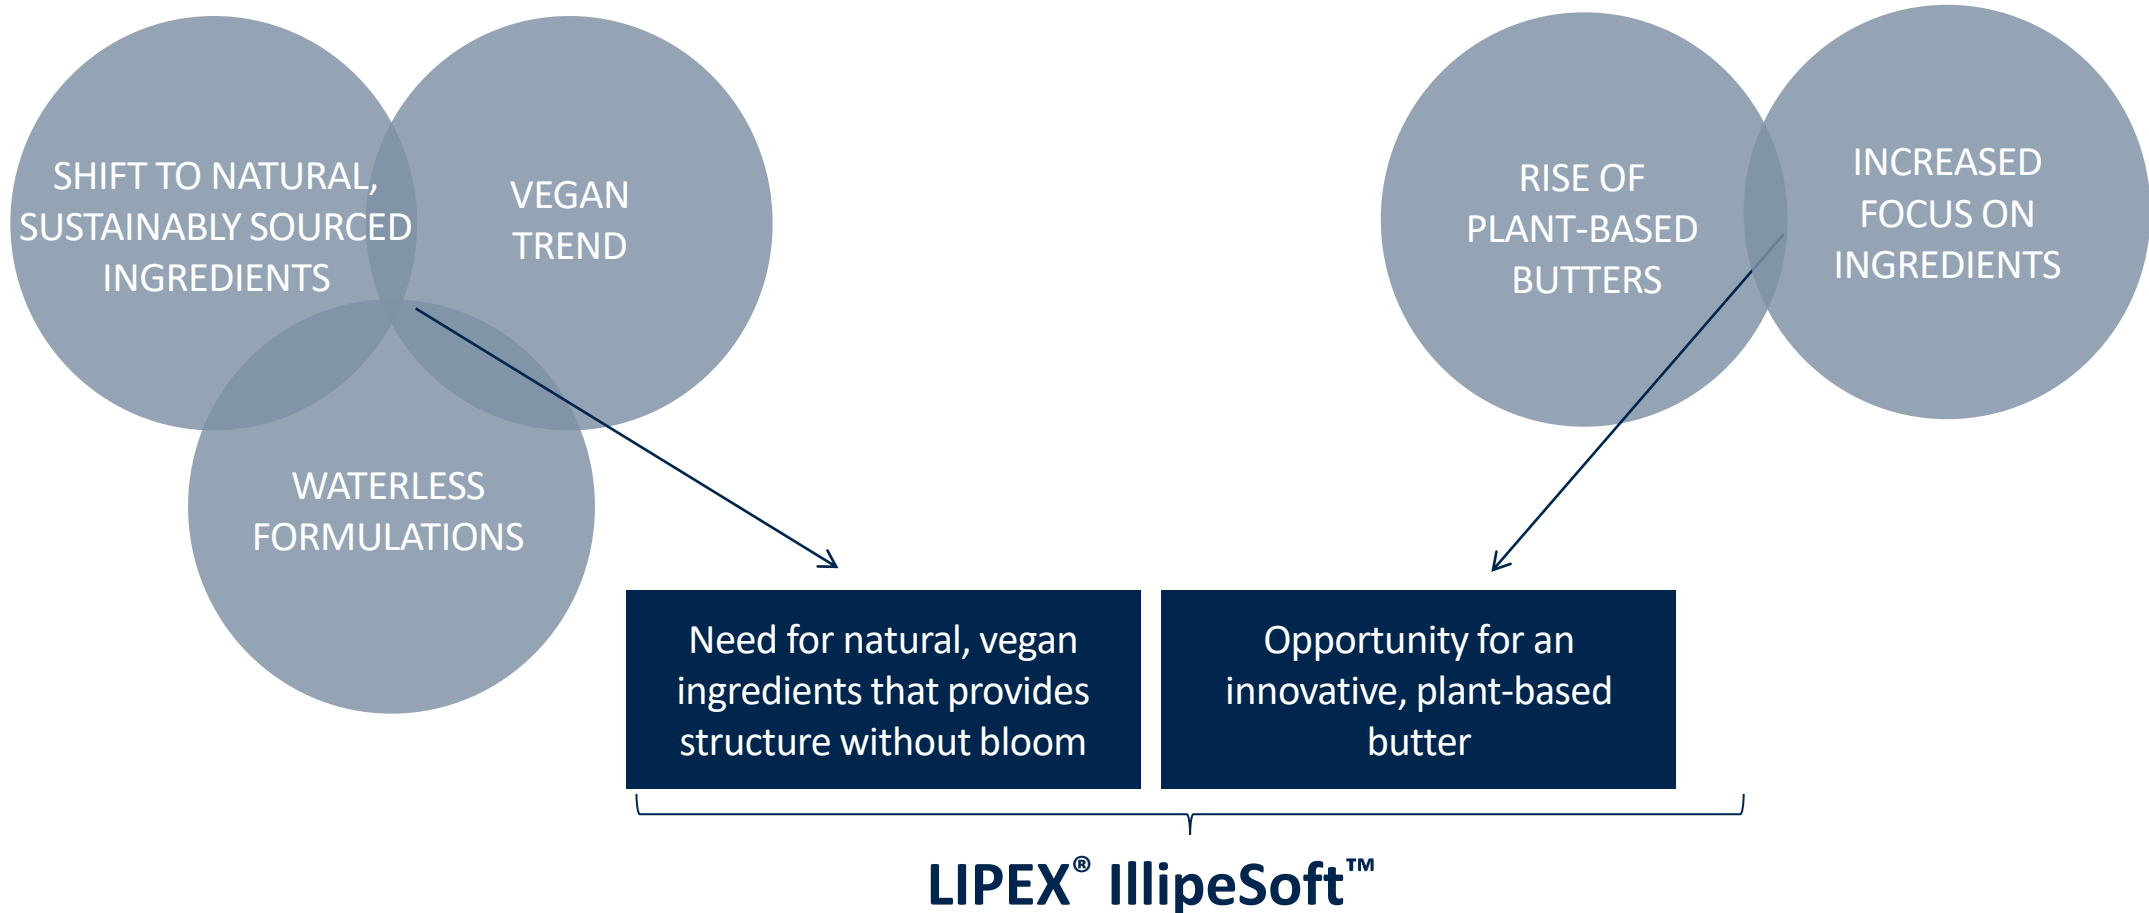 SHIFT TO NATURAL,
SUSTAINABLY SOURCED
INGREDIENTS
VEGAN
TREND
WATERLESS
FORMULATIONS
RISE OF
PLANT-BASED
BUTTERS
INCREASED
FOCUS ON
INGREDIENTS
Need for natural, vegan
ingredients that provides
structure without bloom
Opportunity for an
innovative, plant-based
butter
LIPEX® IllipeSoft™